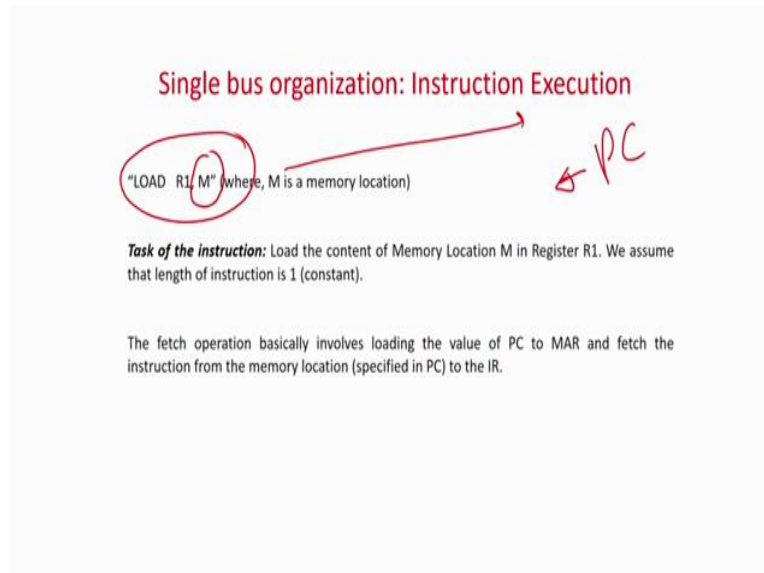 Single bus organization: Instruction Execution
PC
"LOAD R1, M" (where, M is a memory location)
Task of the instruction: Load the content of Memory Location M in Register R1. We assume
that length of instruction is 1 (constant).
The fetch operation basically involves loading the value of PC to MAR and fetch the
instruction from the memory location (specified in PC) to the IR.